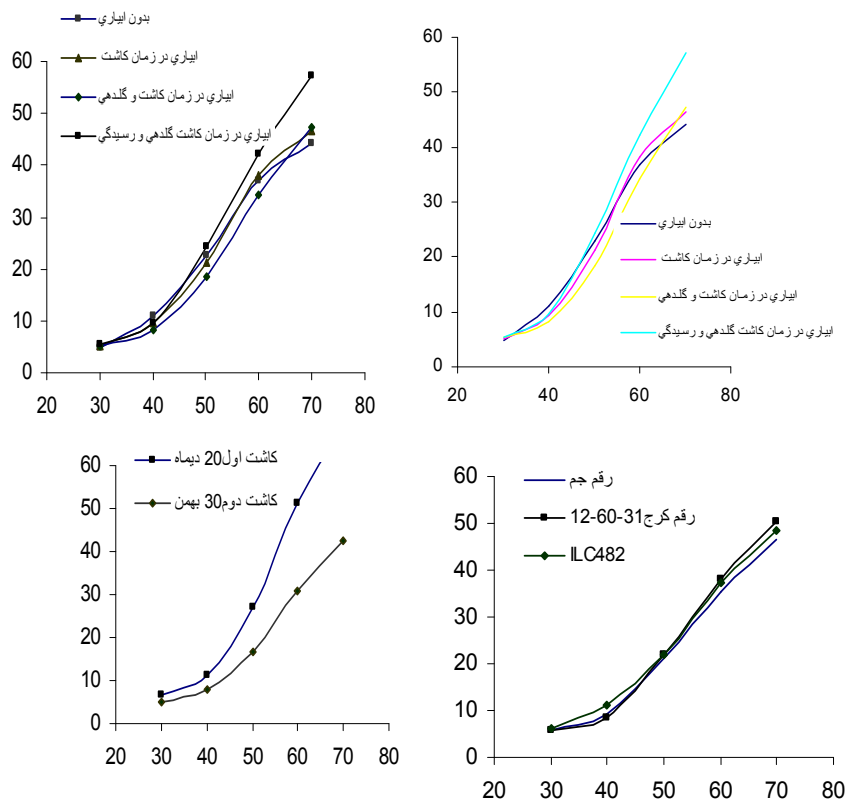 بدون ابياري
ابياري در زمان كاشت
ابياري در زمان كاشت و گلدهي
ابياري در زمان كاشت گلدهي و رسيدگي
60
50
40
30
20
10
0
20 30 40 50 60 70 80
60
50
40
30
20
10
0
بدون ابياري
ابياري در زمان كاشت
ابياري در زمان كاشت و گلدهي
ابياري در زمان كاشت گلدهي و رسيدگي
20 40 60 80
كاشت اول20 ديماه
كاشت دوم30 بهمن
60
50
40
30
20
10
0
20 30 40 50 60 70 80
رقم جم
رقم كرج31-60-12
ILC482
60
50
40
30
20
10
0
20 30 40 50 60 70 80